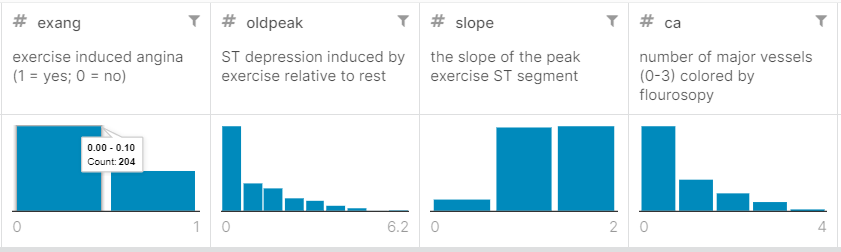 # exang
exercise induced angina
(1 = yes; 0 = no)
0.00 - 0.10
Count: 204
0 1
# oldpeak
ST depression induced by
exercise relative to rest
0 6.2
# slope
the slope of the peak
exercise ST segment
0 2
# ca
number of major vessels
(0-3) colored by
flourosopy
0 4